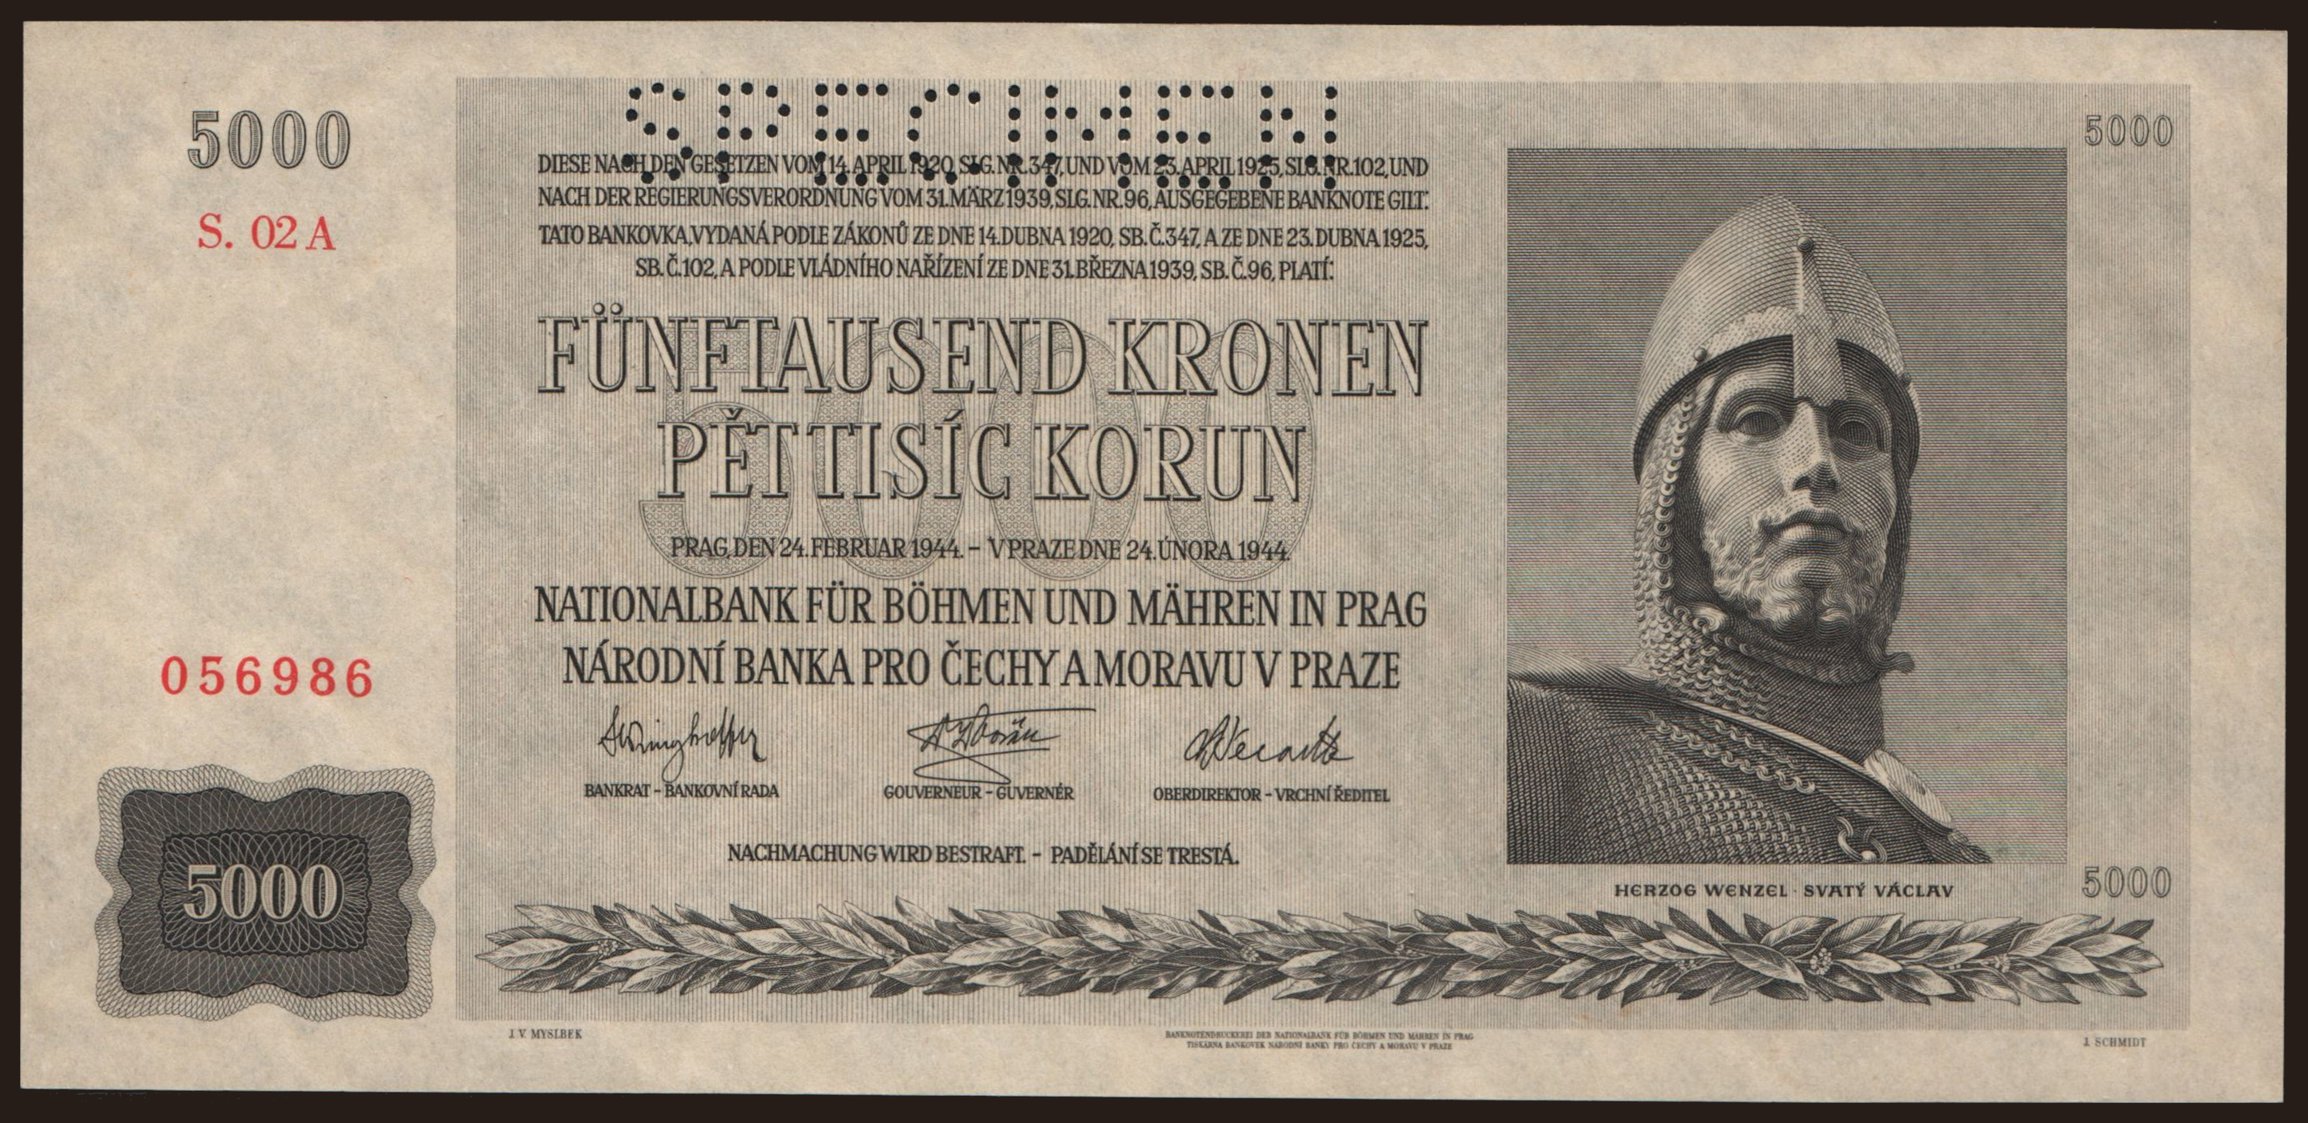 SPECIMEN
5000
S. 02 A
056986
5000
DIESE NACH DEN GESETZEN VOM 14. APRIL 1920, SLG. NR. 347, UND VOM 23. APRIL 1925, SLG. NR. 102, UND
NACH DER REGIERUNGSVERORDNUNG VOM 31. MÄRZ 1939, SLG. NR. 96, AUSGEGEBENE BANKNOTE GILT:
TATO BANKOVKA, VYDANÁ PODLE ZÁKONŮ ZE DNE 14. DUBNA 1920, SB. Č. 347, A ZE DNE 23. DUBNA 1925,
SB. Č. 102, A PODLE VLÁDNÍHO NAŘÍZENÍ ZE DNE 31. BŘEZNA 1939, SB. Č. 96, PLATÍ:
5000
FÜNFTAUSEND KRONEN
PĚT TISÍC KORUN
PRAG, DEN 24. FEBRUAR 1944. – V PRAZE DNE 24. ÚNORA 1944.
NATIONALBANK FÜR BÖHMEN UND MÄHREN IN PRAG
NÁRODNÍ BANKA PRO ČECHY A MORAVU V PRAZE
BANKRAT – BANKOVNÍ RADA
GOUVERNEUR – GUVERNÉR
OBERDIREKTOR – VRCHNÍ ŘEDITEL
NACHMACHUNG WIRD BESTRAFT. – PADĚLÁNÍ SE TRESTÁ.
5000
HERZOG WENZEL · SVATÝ VÁCLAV
5000
J. V. MYSLBEK
BANKNOTENDRUCKEREI DER NATIONALBANK FÜR BÖHMEN UND MÄHREN IN PRAG
TISKÁRNA BANKOVEK NÁRODNÍ BANKY PRO ČECHY A MORAVU V PRAZE
J. SCHMIDT